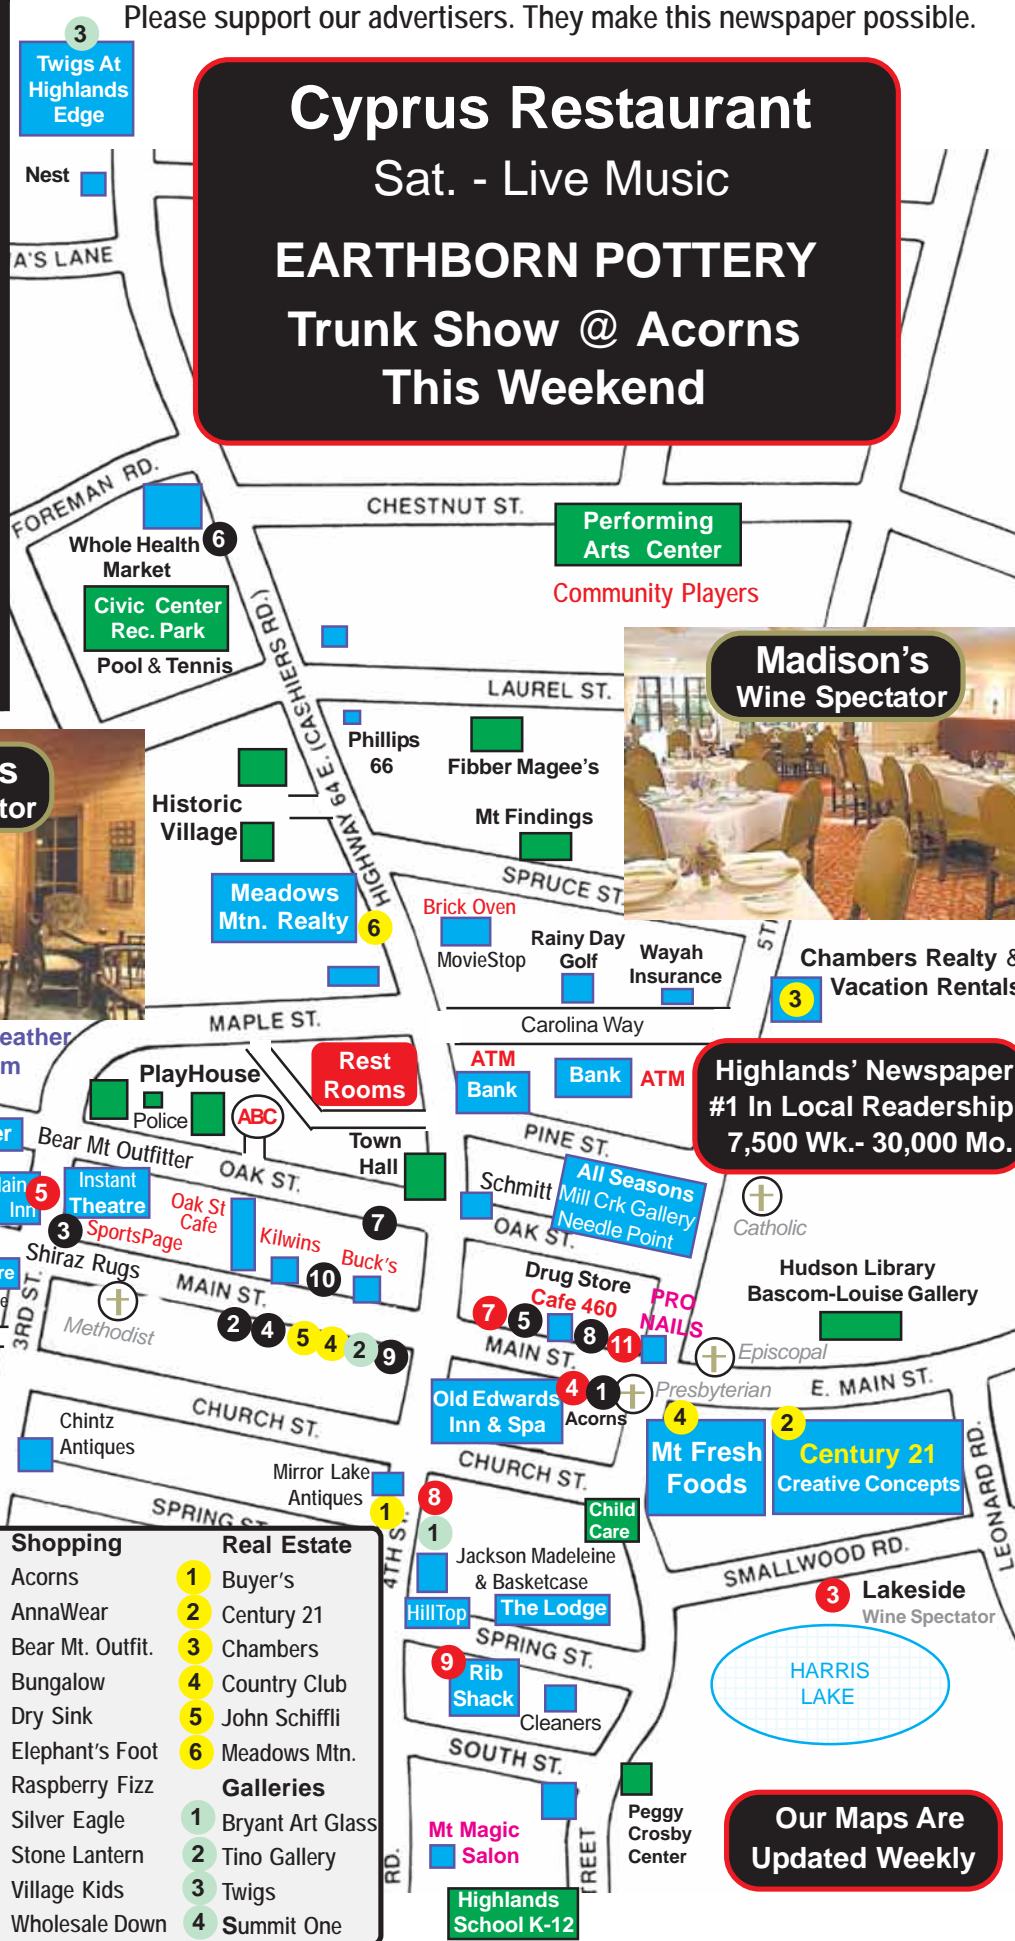 Please support our advertisers. They make this newspaper possible.
3
Twigs At
Highlands
Edge
Cyprus Restaurant
Sat. - Live Music
EARTHBORN POTTERY
Trunk Show @ Acorns
This Weekend
Nest
A'S LANE
FOREMAN RD.
CHESTNUT ST.
Performing
Arts Center
Community Players
Whole Health 6
Market
Civic Center
Rec. Park
Pool & Tennis
HIGHWAY 64 E. (CASHIERS RD.)
LAUREL ST.
Madison's
Wine Spectator
Phillips
66
Fibber Magee's
s
tor
Historic
Village
Mt Findings
SPRUCE ST.
Meadows
Mtn. Realty
6
Brick Oven
MovieStop
Rainy Day
Golf
Wayah
Insurance
Chambers Realty &
Vacation Rentals
3
eather
m
MAPLE ST.
Carolina Way
PlayHouse
Police
ABC
Rest
Rooms
ATM
Bank
Bank
ATM
Highlands' Newspaper
#1 In Local Readership
7,500 Wk.- 30,000 Mo.
er
Bear Mt Outfitter
OAK ST.
Town
Hall
PINE ST.
Schmitt
All Seasons
Mill Crk Gallery
Needle Point
Catholic
ain
Inn
5
Instant
Theatre
3
SportsPage
Oak St
Cafe
Kilwins
Buck's
7
10
OAK ST.
re
e
Shiraz Rugs
3RD ST.
MAIN ST.
Methodist
2
4
5
4
2
9
Drug Store
Cafe 460
7
5
8
11
PRO
NAILS
Hudson Library
Bascom-Louise Gallery
MAIN ST.
Episcopal
Presbyterian
E. MAIN ST.
Old Edwards
Inn & Spa
4
1
Acorns
4
Mt Fresh
Foods
2
Century 21
Creative Concepts
CHURCH ST.
CHURCH ST.
Chintz
Antiques
Mirror Lake
Antiques
1
8
1
Child
Care
LEONARD RD.
SPRING ST.
4TH ST.
Jackson Madeleine
& Basketcase
HillTop
The Lodge
SMALLWOOD RD.
3
Lakeside
Wine Spectator
SPRING ST.
9
Rib
Shack
Cleaners
HARRIS
LAKE
SOUTH ST.
Peggy
Crosby
Center
Mt Magic
Salon
RD.
TREET
Highlands
School K-12
Our Maps Are
Updated Weekly
Shopping
Acorns
AnnaWear
Bear Mt. Outfit.
Bungalow
Dry Sink
Elephant's Foot
Raspberry Fizz
Silver Eagle
Stone Lantern
Village Kids
Wholesale Down
Real Estate
1 Buyer's
2 Century 21
3 Chambers
4 Country Club
5 John Schiffli
6 Meadows Mtn.
Galleries
1 Bryant Art Glass
2 Tino Gallery
3 Twigs
4 Summit One